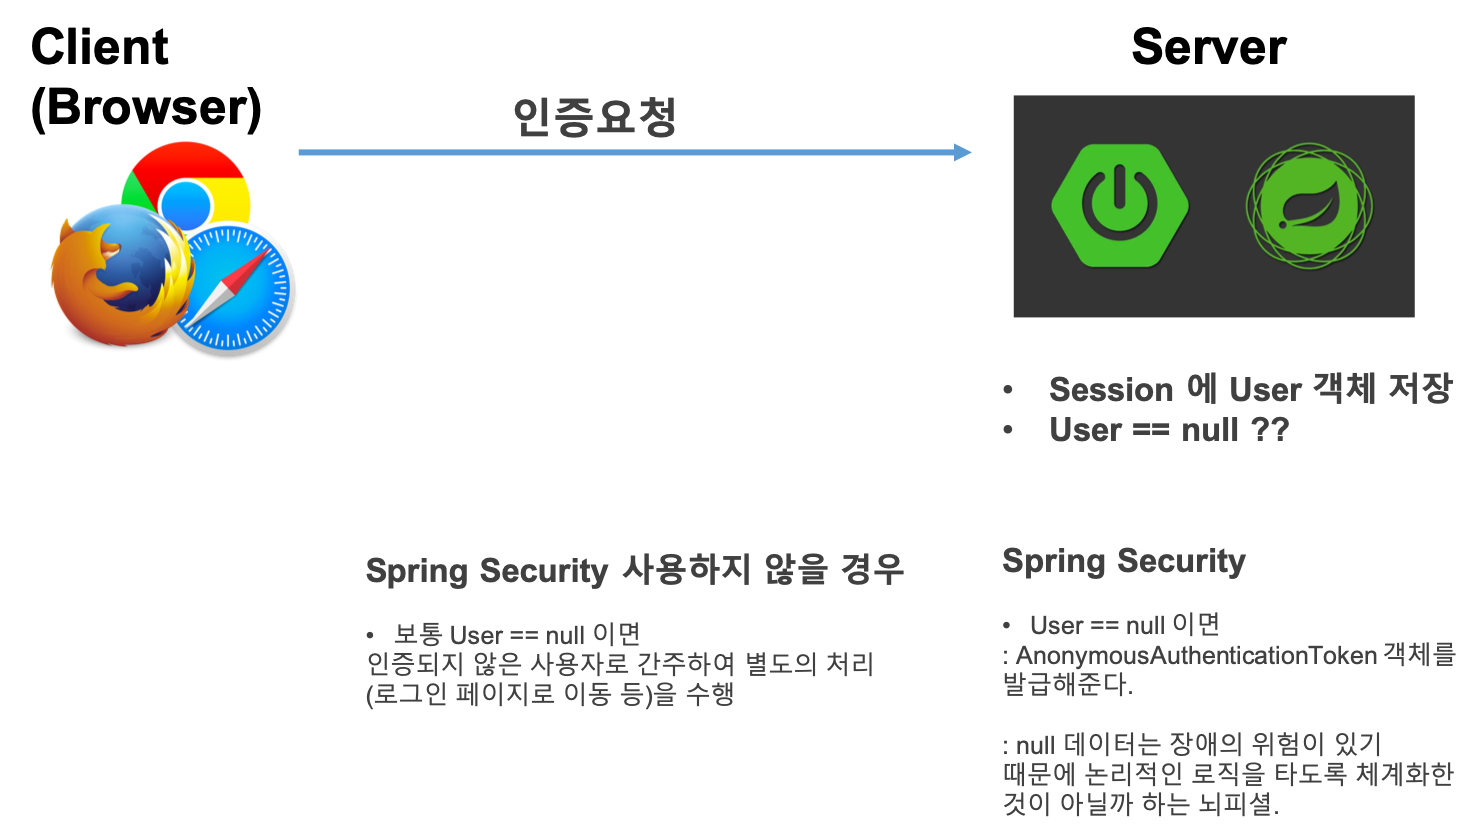 Client
(Browser)
인증요청
Server
• Session 에 User 객체 저장
• User == null ??
Spring Security 사용하지 않을 경우
• 보통 User == null 이면
인증되지 않은 사용자로 간주하여 별도의 처리
(로그인 페이지로 이동 등)을 수행
Spring Security
• User == null 이면
: AnonymousAuthenticationToken 객체를
발급해준다.
: null 데이터는 장애의 위험이 있기
때문에 논리적인 로직을 타도록 체계화한
것이 아닐까 하는 뇌피셜.